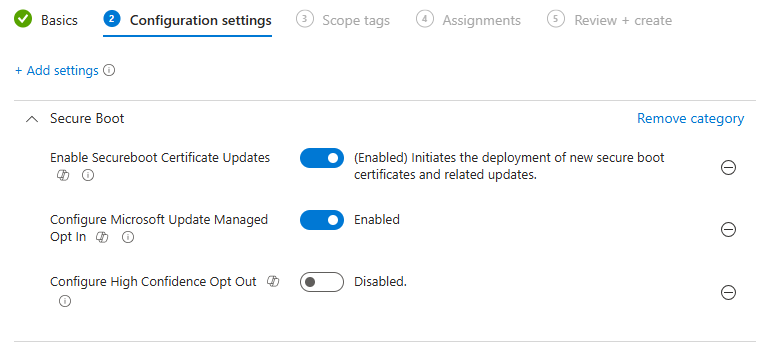 Basics 2 Configuration settings 3 Scope tags 4 Assignments 5 Review + create
+ Add settings
Secure Boot Remove category
Enable Secureboot Certificate Updates (Enabled) Initiates the deployment of new secure boot
certificates and related updates.
Configure Microsoft Update Managed Enabled
Opt In
Configure High Confidence Opt Out Disabled.